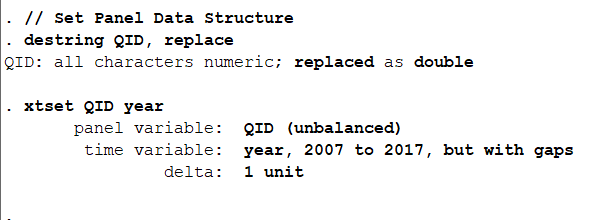 . // Set Panel Data Structure
. destring QID, replace
QID: all characters numeric; replaced as double
. xtset QID year
panel variable: QID (unbalanced)
time variable: year, 2007 to 2017, but with gaps
delta: 1 unit
.